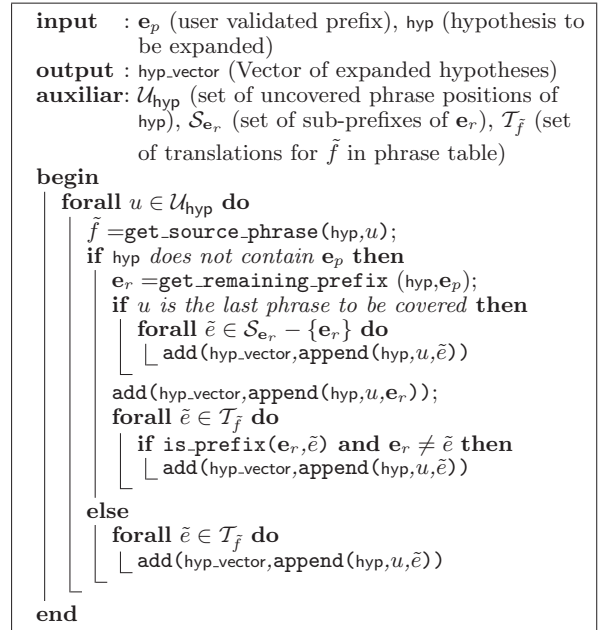 input : e_p (user validated prefix), hyp (hypothesis to
be expanded)
output : hyp_vector (Vector of expanded hypotheses)
auxiliar: U_hyp (set of uncovered phrase positions of
hyp), S_{e_r} (set of sub-prefixes of e_r), T_f̃ (set
of translations for f̃ in phrase table)
begin
forall u ∈ U_hyp do
f̃ =get_source_phrase(hyp,u);
if hyp does not contain e_p then
e_r =get_remaining_prefix (hyp,e_p);
if u is the last phrase to be covered then
forall ẽ ∈ S_{e_r} − {e_r} do
add(hyp_vector,append(hyp,u,ẽ))
add(hyp_vector,append(hyp,u,e_r));
forall ẽ ∈ T_f̃ do
if is_prefix(e_r,ẽ) and e_r ≠ ẽ then
add(hyp_vector,append(hyp,u,ẽ))
else
forall ẽ ∈ T_f̃ do
add(hyp_vector,append(hyp,u,ẽ))
end